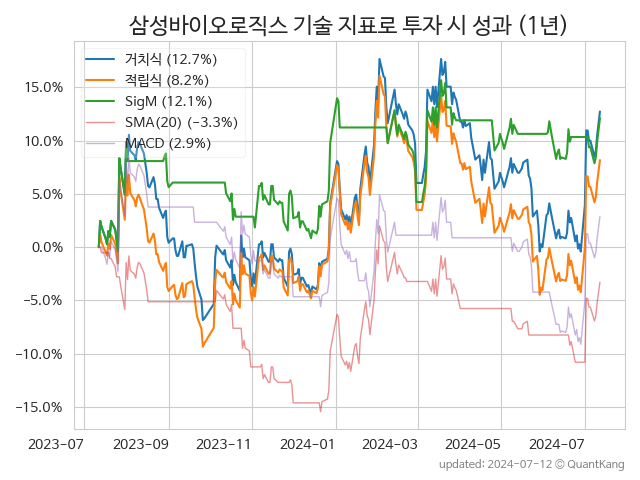 삼성바이오로직스 기술 지표로 투자 시 성과 (1년)
거치식 (12.7%)
적립식 (8.2%)
SigM (12.1%)
SMA(20) (−3.3%)
MACD (2.9%)
15.0%
10.0%
5.0%
0.0%
−5.0%
−10.0%
−15.0%
2023-07
2023-09
2023-11
2024-01
2024-03
2024-05
2024-07
updated: 2024-07-12 © QuantKang